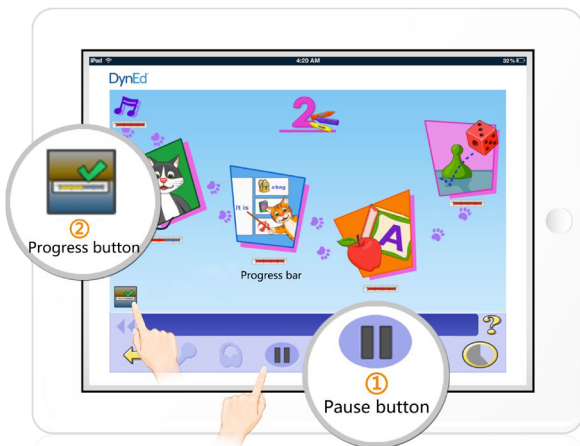 iPad
4:20 AM
32%
DynEd
2
a bag
It is
A
②
Progress button
Progress bar
?
①
Pause button